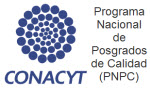 CONACYT
Programa
Nacional
de
Posgrados
de Calidad
(PNPC)